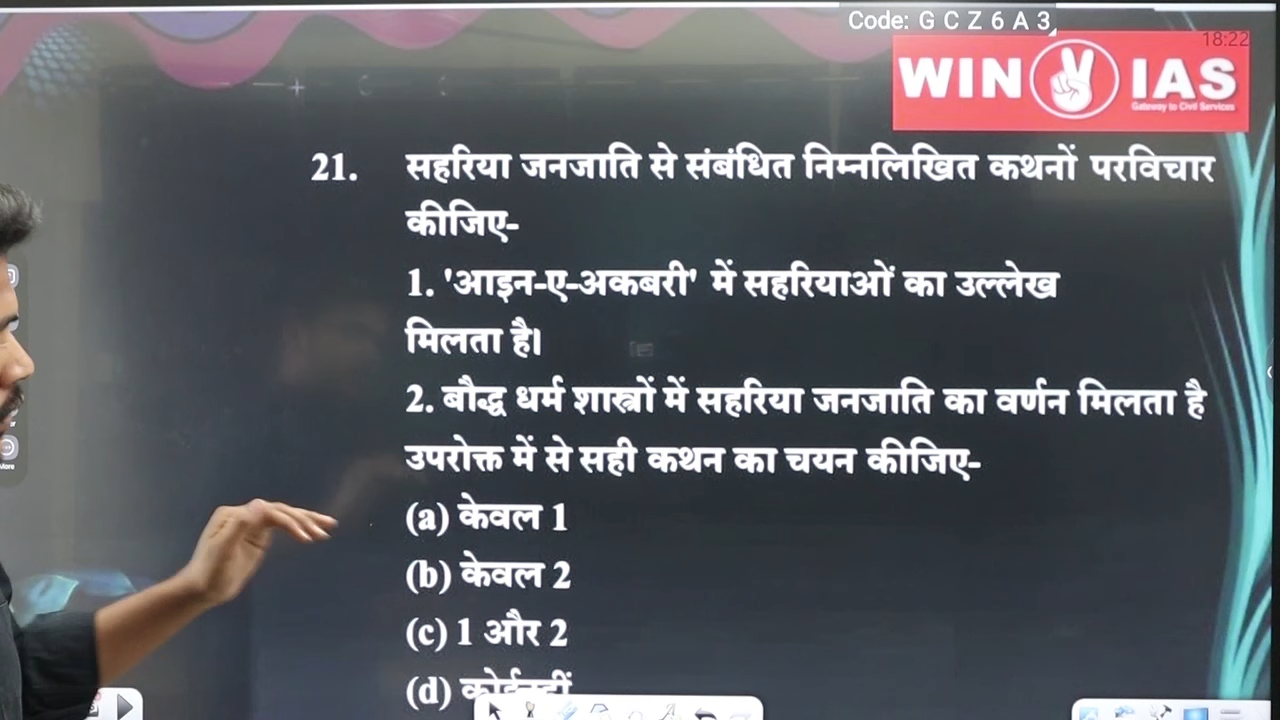 Code: G C Z 6 A 3
18:22
WIN IAS
Gateway to Civil Services
21. सहरिया जनजाति से संबंधित निम्नलिखित कथनों परविचार
कीजिए-
1. 'आइन-ए-अकबरी' में सहरियाओं का उल्लेख
मिलता है।
2. बौद्ध धर्म शास्त्रों में सहरिया जनजाति का वर्णन मिलता है
उपरोक्त में से सही कथन का चयन कीजिए-
(a) केवल 1
(b) केवल 2
(c) 1 और 2
(d) कोईनहीं
More